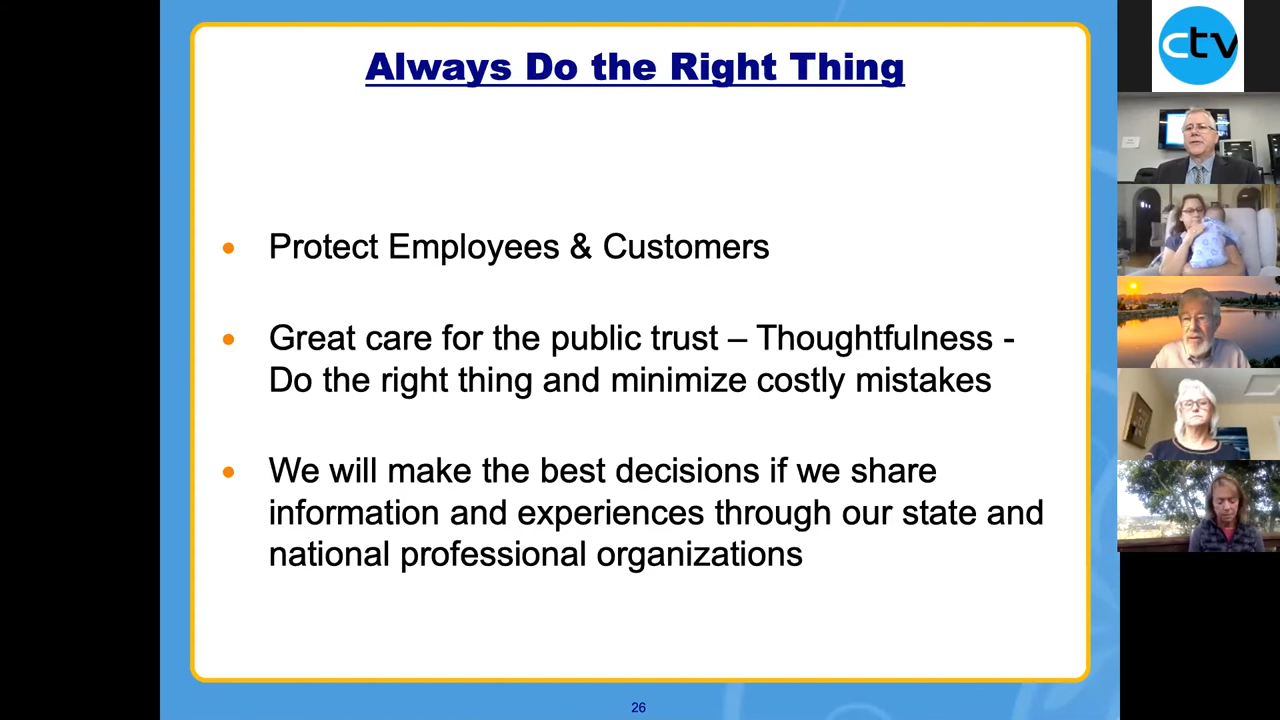 Always Do the Right Thing
Protect Employees & Customers
Great care for the public trust – Thoughtfulness -
Do the right thing and minimize costly mistakes
We will make the best decisions if we share
information and experiences through our state and
national professional organizations
26
ctv